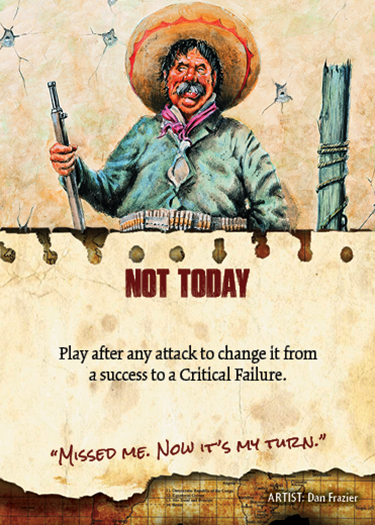 NOT TODAY
Play after any attack to change it from
a success to a Critical Failure.
“Missed me. Now it’s my turn.”
ARTIST: Dan Frazier